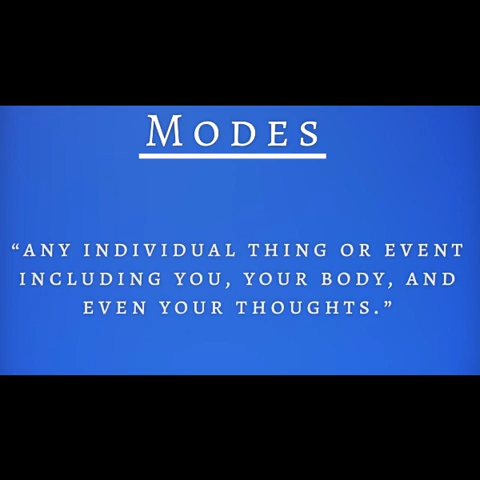 MODES
“ANY INDIVIDUAL THING OR EVENT
INCLUDING YOU, YOUR BODY, AND
EVEN YOUR THOUGHTS.”